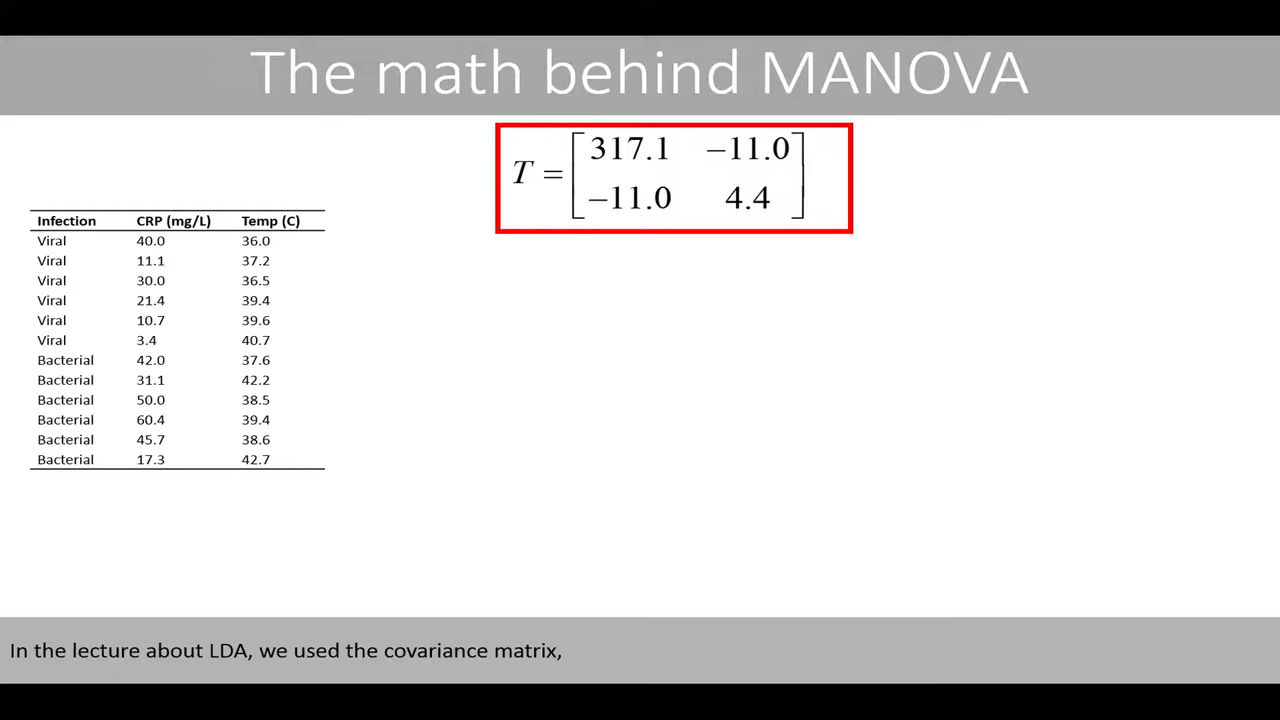 The math behind MANOVA
T = [ 317.1 −11.0
−11.0 4.4 ]
Infection CRP (mg/L) Temp (C)
Viral 40.0 36.0
Viral 11.1 37.2
Viral 30.0 36.5
Viral 21.4 39.4
Viral 10.7 39.6
Viral 3.4 40.7
Bacterial 42.0 37.6
Bacterial 31.1 42.2
Bacterial 50.0 38.5
Bacterial 60.4 39.4
Bacterial 45.7 38.6
Bacterial 17.3 42.7
In the lecture about LDA, we used the covariance matrix,